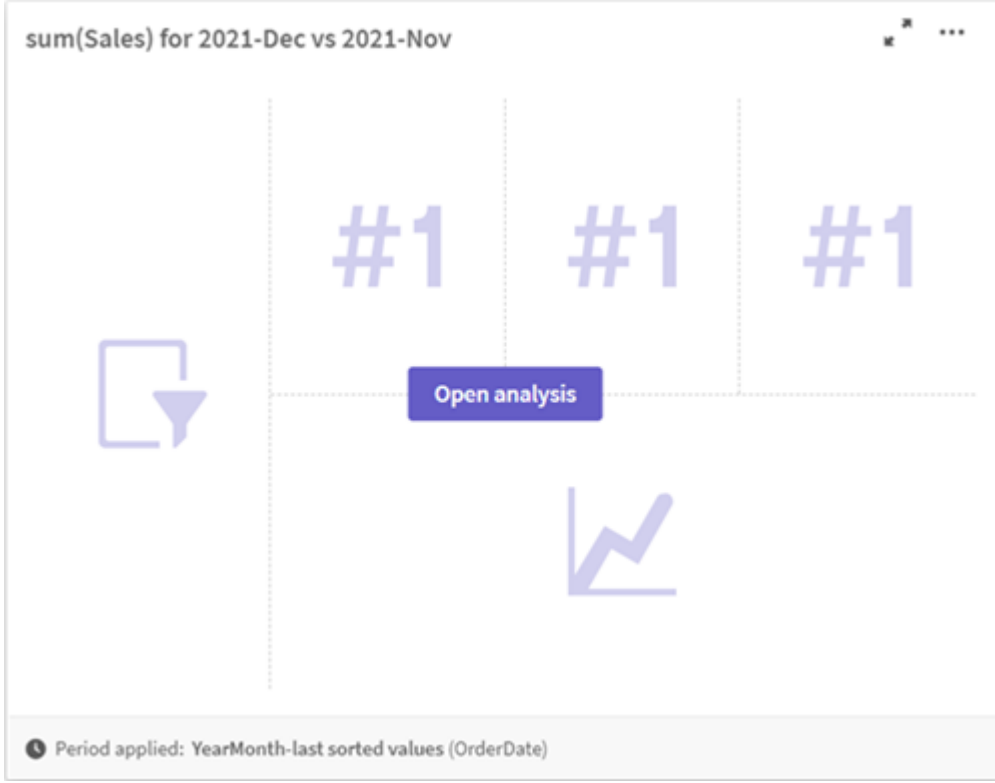 sum(Sales) for 2021-Dec vs 2021-Nov
#1 #1 #1
Open analysis
Period applied: YearMonth-last sorted values (OrderDate)